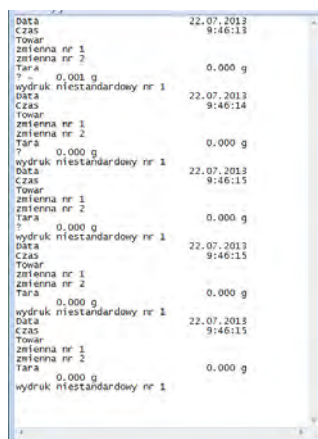 Data 22.07.2013
Czas 9:46:13
Towar
zmienna nr 1
zmienna nr 2
Tara 0.000 g
? - 0.001 g
wydruk niestandardowy nr 1
Data 22.07.2013
Czas 9:46:14
Towar
zmienna nr 1
zmienna nr 2
Tara 0.000 g
? 0.000 g
wydruk niestandardowy nr 1
Data 22.07.2013
Czas 9:46:15
Towar
zmienna nr 1
zmienna nr 2
Tara 0.000 g
? 0.000 g
wydruk niestandardowy nr 1
Data 22.07.2013
Czas 9:46:15
Towar
zmienna nr 1
zmienna nr 2
Tara 0.000 g
0.000 g
wydruk niestandardowy nr 1
Data 22.07.2013
Czas 9:46:15
Towar
zmienna nr 1
zmienna nr 2
Tara 0.000 g
0.000 g
wydruk niestandardowy nr 1